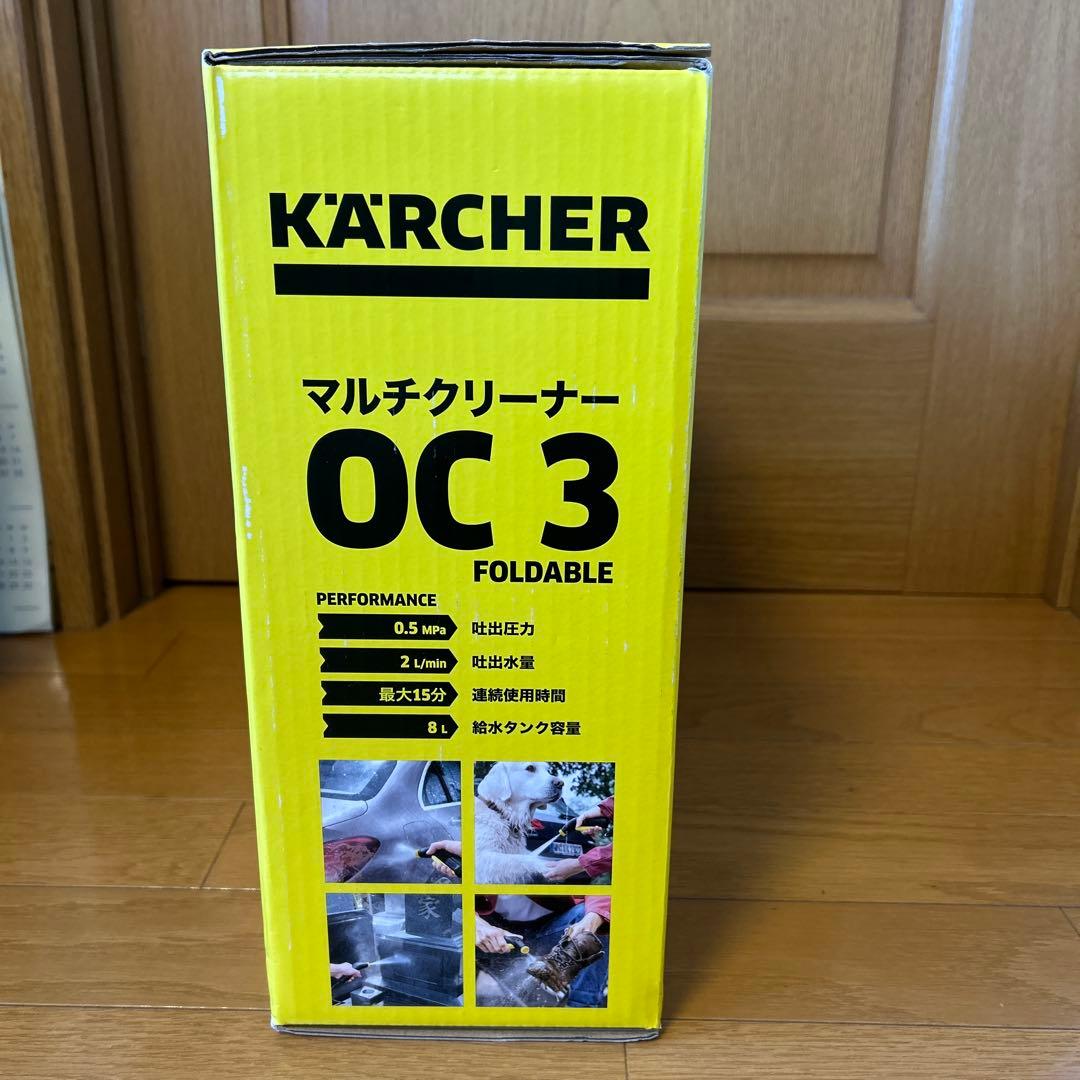 KÄRCHER
マルチクリーナー
OC 3
FOLDABLE
PERFORMANCE
0.5 MPa 吐出圧力
2 L/min 吐出水量
最大15分 連続使用時間
8 L 給水タンク容量
家